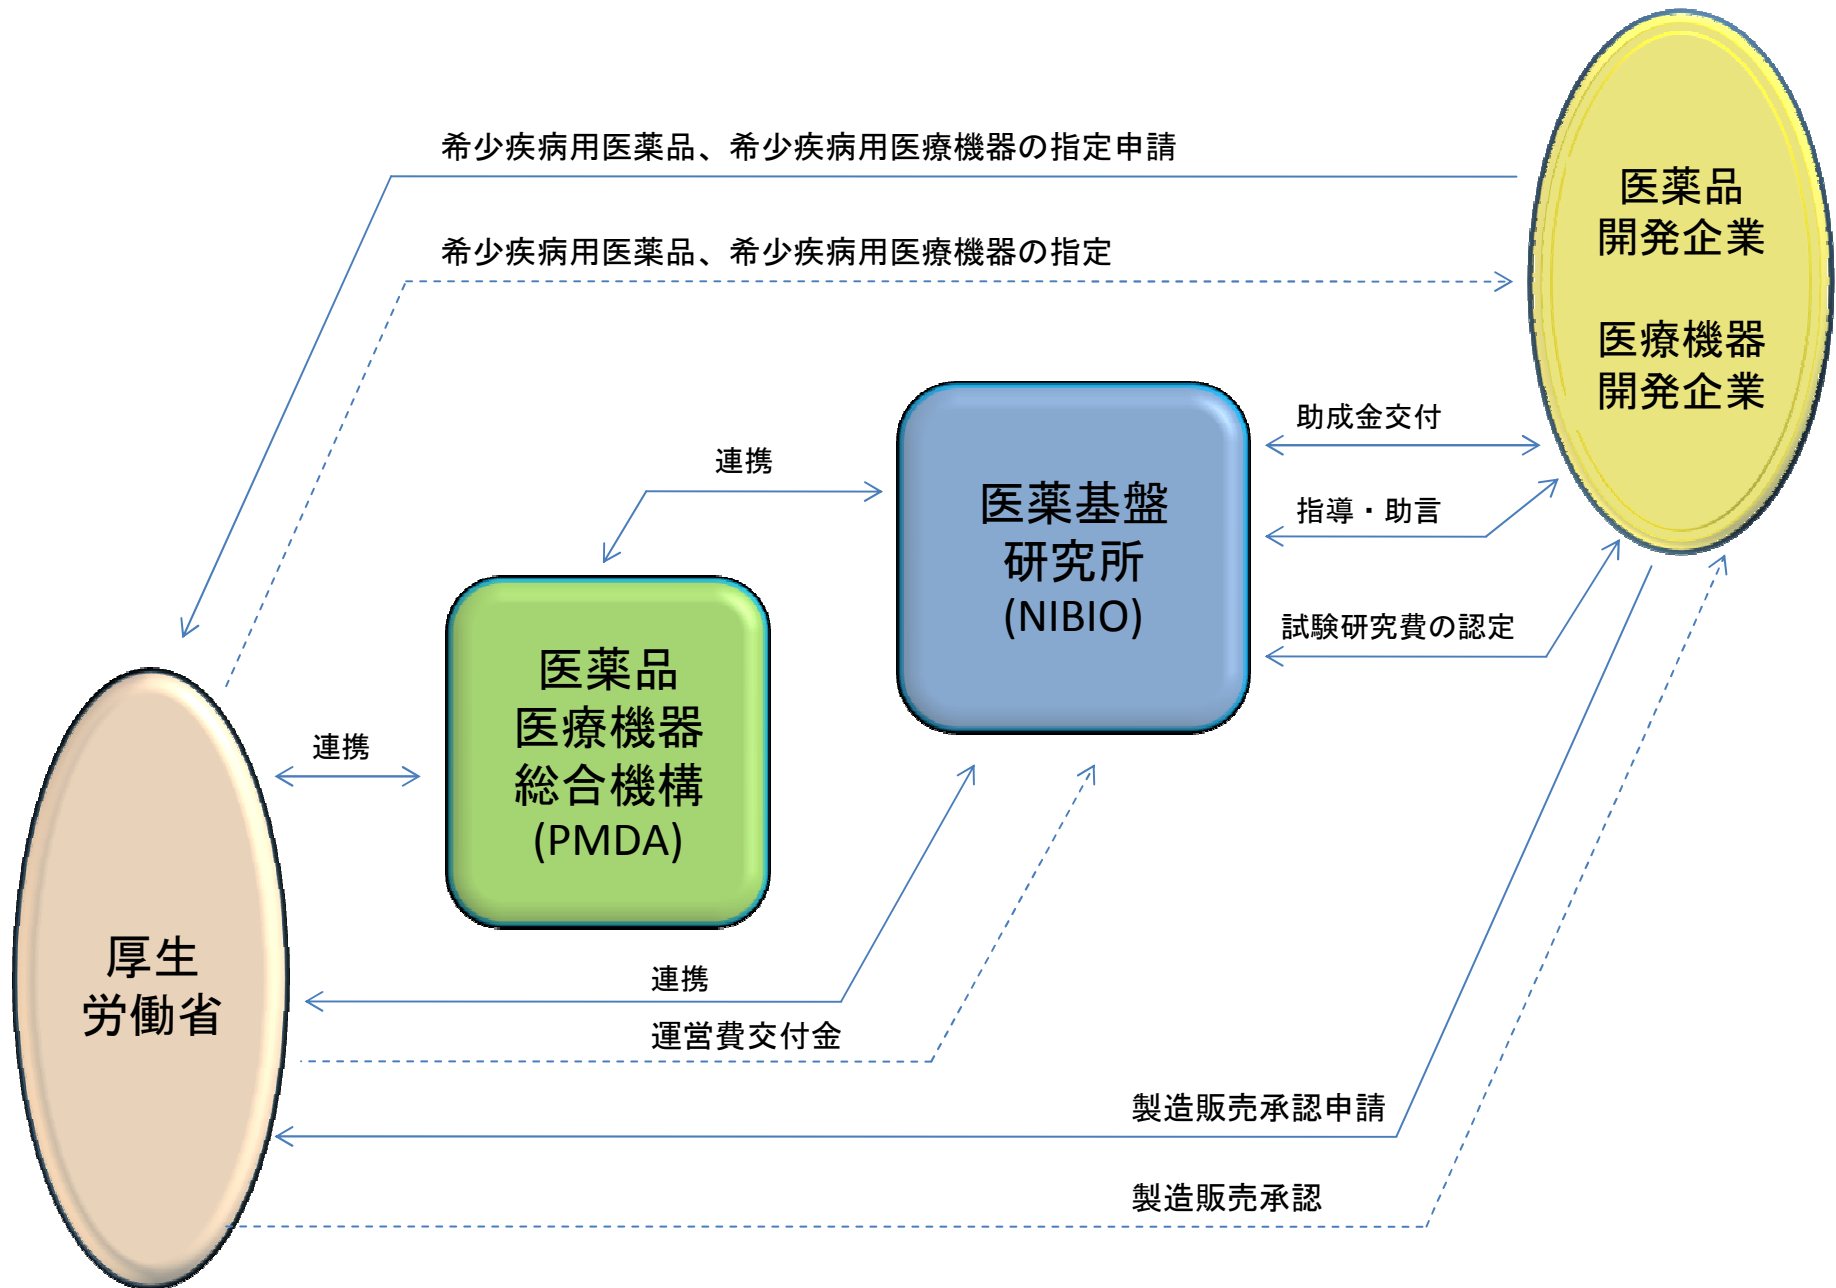 希少疾病用医薬品、希少疾病用医療機器の指定申請
希少疾病用医薬品、希少疾病用医療機器の指定
医薬品
開発企業
医療機器
開発企業
助成金交付
連携
医薬基盤
研究所
(NIBIO)
指導・助言
試験研究費の認定
医薬品
医療機器
総合機構
(PMDA)
連携
厚生
労働省
連携
運営費交付金
製造販売承認申請
製造販売承認